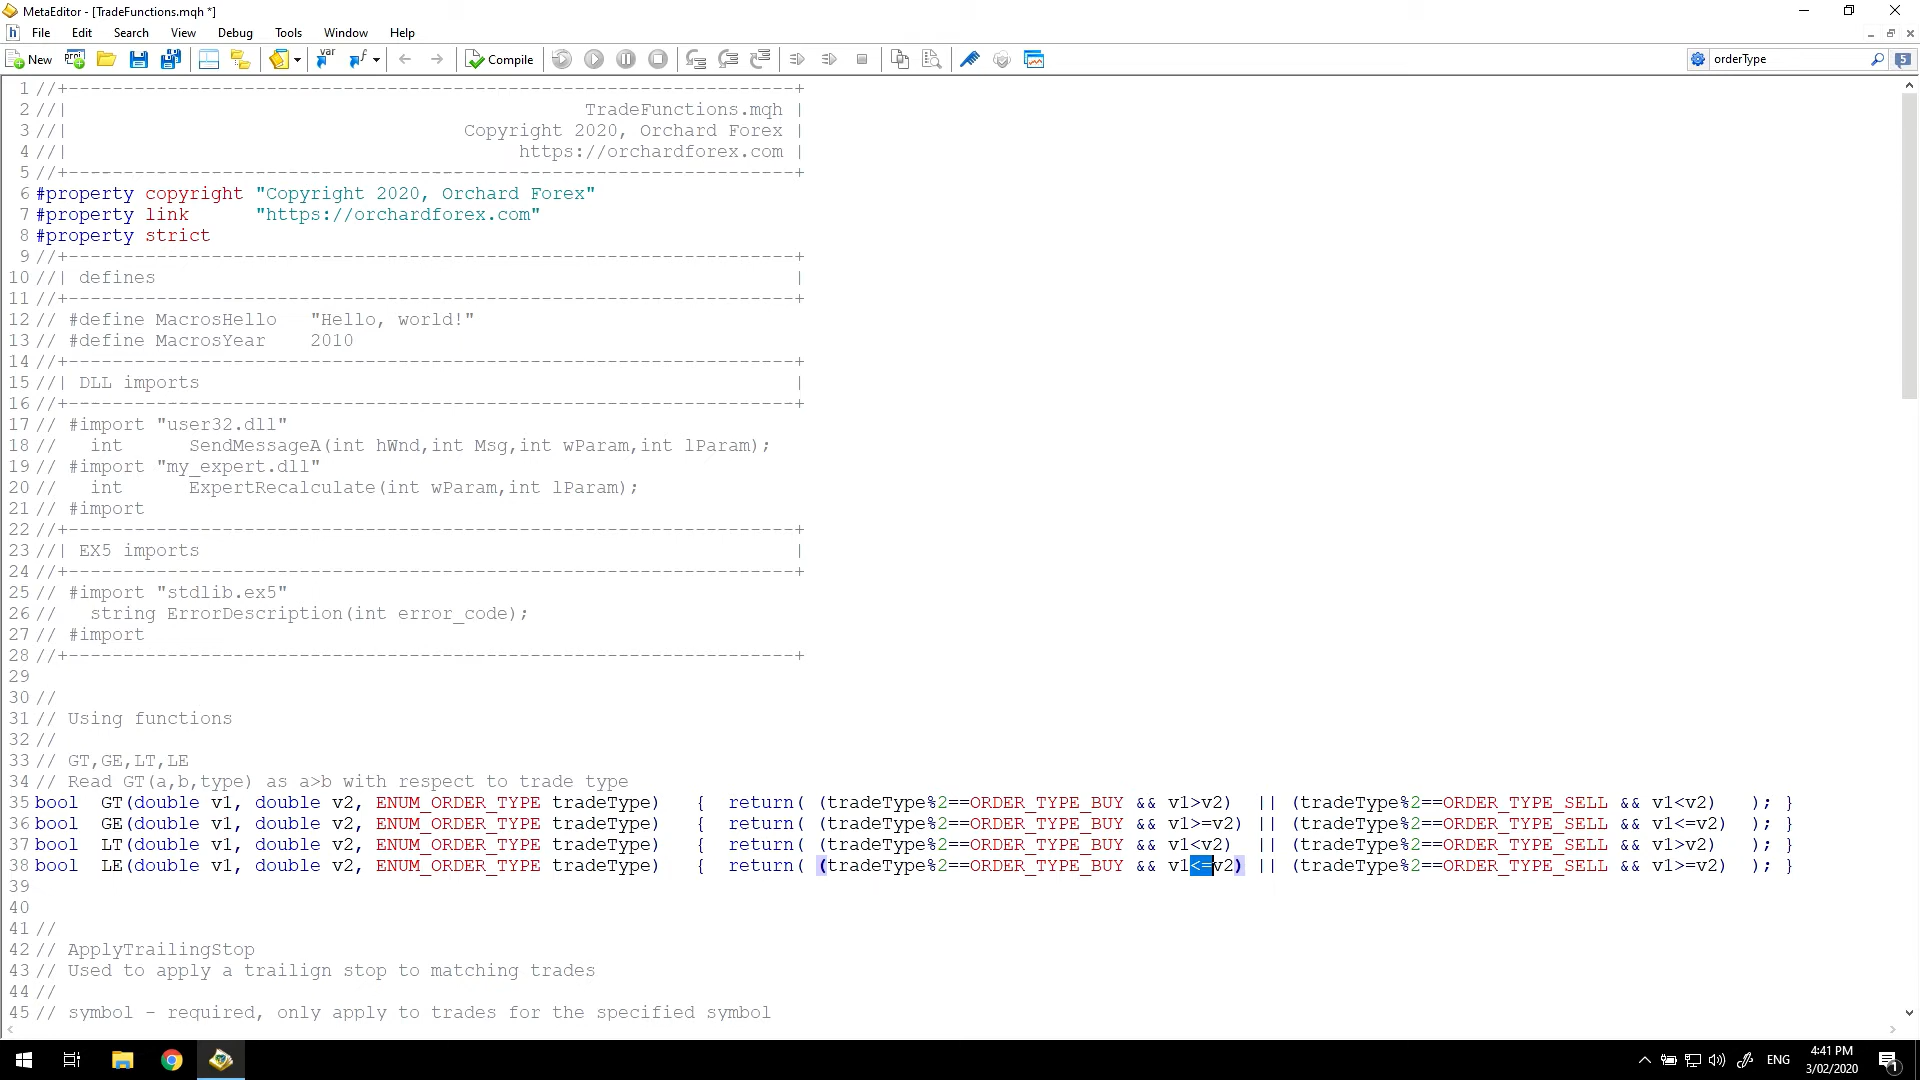 MetaEditor - [TradeFunctions.mqh *]
File Edit Search View Debug Tools Window Help
New Compile orderType 5
1 //+------------------------------------------------------------------+
2 //|                                               TradeFunctions.mqh |
3 //|                                    Copyright 2020, Orchard Forex |
4 //|                                         https://orchardforex.com |
5 //+------------------------------------------------------------------+
6 #property copyright "Copyright 2020, Orchard Forex"
7 #property link      "https://orchardforex.com"
8 #property strict
9 //+------------------------------------------------------------------+
10 //| defines                                                          |
11 //+------------------------------------------------------------------+
12 // #define MacrosHello   "Hello, world!"
13 // #define MacrosYear    2010
14 //+------------------------------------------------------------------+
15 //| DLL imports                                                      |
16 //+------------------------------------------------------------------+
17 // #import "user32.dll"
18 //   int      SendMessageA(int hWnd,int Msg,int wParam,int lParam);
19 // #import "my_expert.dll"
20 //   int      ExpertRecalculate(int wParam,int lParam);
21 // #import
22 //+------------------------------------------------------------------+
23 //| EX5 imports                                                      |
24 //+------------------------------------------------------------------+
25 // #import "stdlib.ex5"
26 //   string ErrorDescription(int error_code);
27 // #import
28 //+------------------------------------------------------------------+
29
30 //
31 // Using functions
32 //
33 // GT,GE,LT,LE
34 // Read GT(a,b,type) as a>b with respect to trade type
35 bool  GT(double v1, double v2, ENUM_ORDER_TYPE tradeType)   {  return( (tradeType%2==ORDER_TYPE_BUY && v1>v2)  || (tradeType%2==ORDER_TYPE_SELL && v1<v2)   ); }
36 bool  GE(double v1, double v2, ENUM_ORDER_TYPE tradeType)   {  return( (tradeType%2==ORDER_TYPE_BUY && v1>=v2) || (tradeType%2==ORDER_TYPE_SELL && v1<=v2)  ); }
37 bool  LT(double v1, double v2, ENUM_ORDER_TYPE tradeType)   {  return( (tradeType%2==ORDER_TYPE_BUY && v1<v2)  || (tradeType%2==ORDER_TYPE_SELL && v1>v2)   ); }
38 bool  LE(double v1, double v2, ENUM_ORDER_TYPE tradeType)   {  return( (tradeType%2==ORDER_TYPE_BUY && v1<=v2) || (tradeType%2==ORDER_TYPE_SELL && v1>=v2)  ); }
39
40
41 //
42 // ApplyTrailingStop
43 // Used to apply a trailign stop to matching trades
44 //
45 // symbol - required, only apply to trades for the specified symbol
ENG 4:41 PM
3/02/2020 1